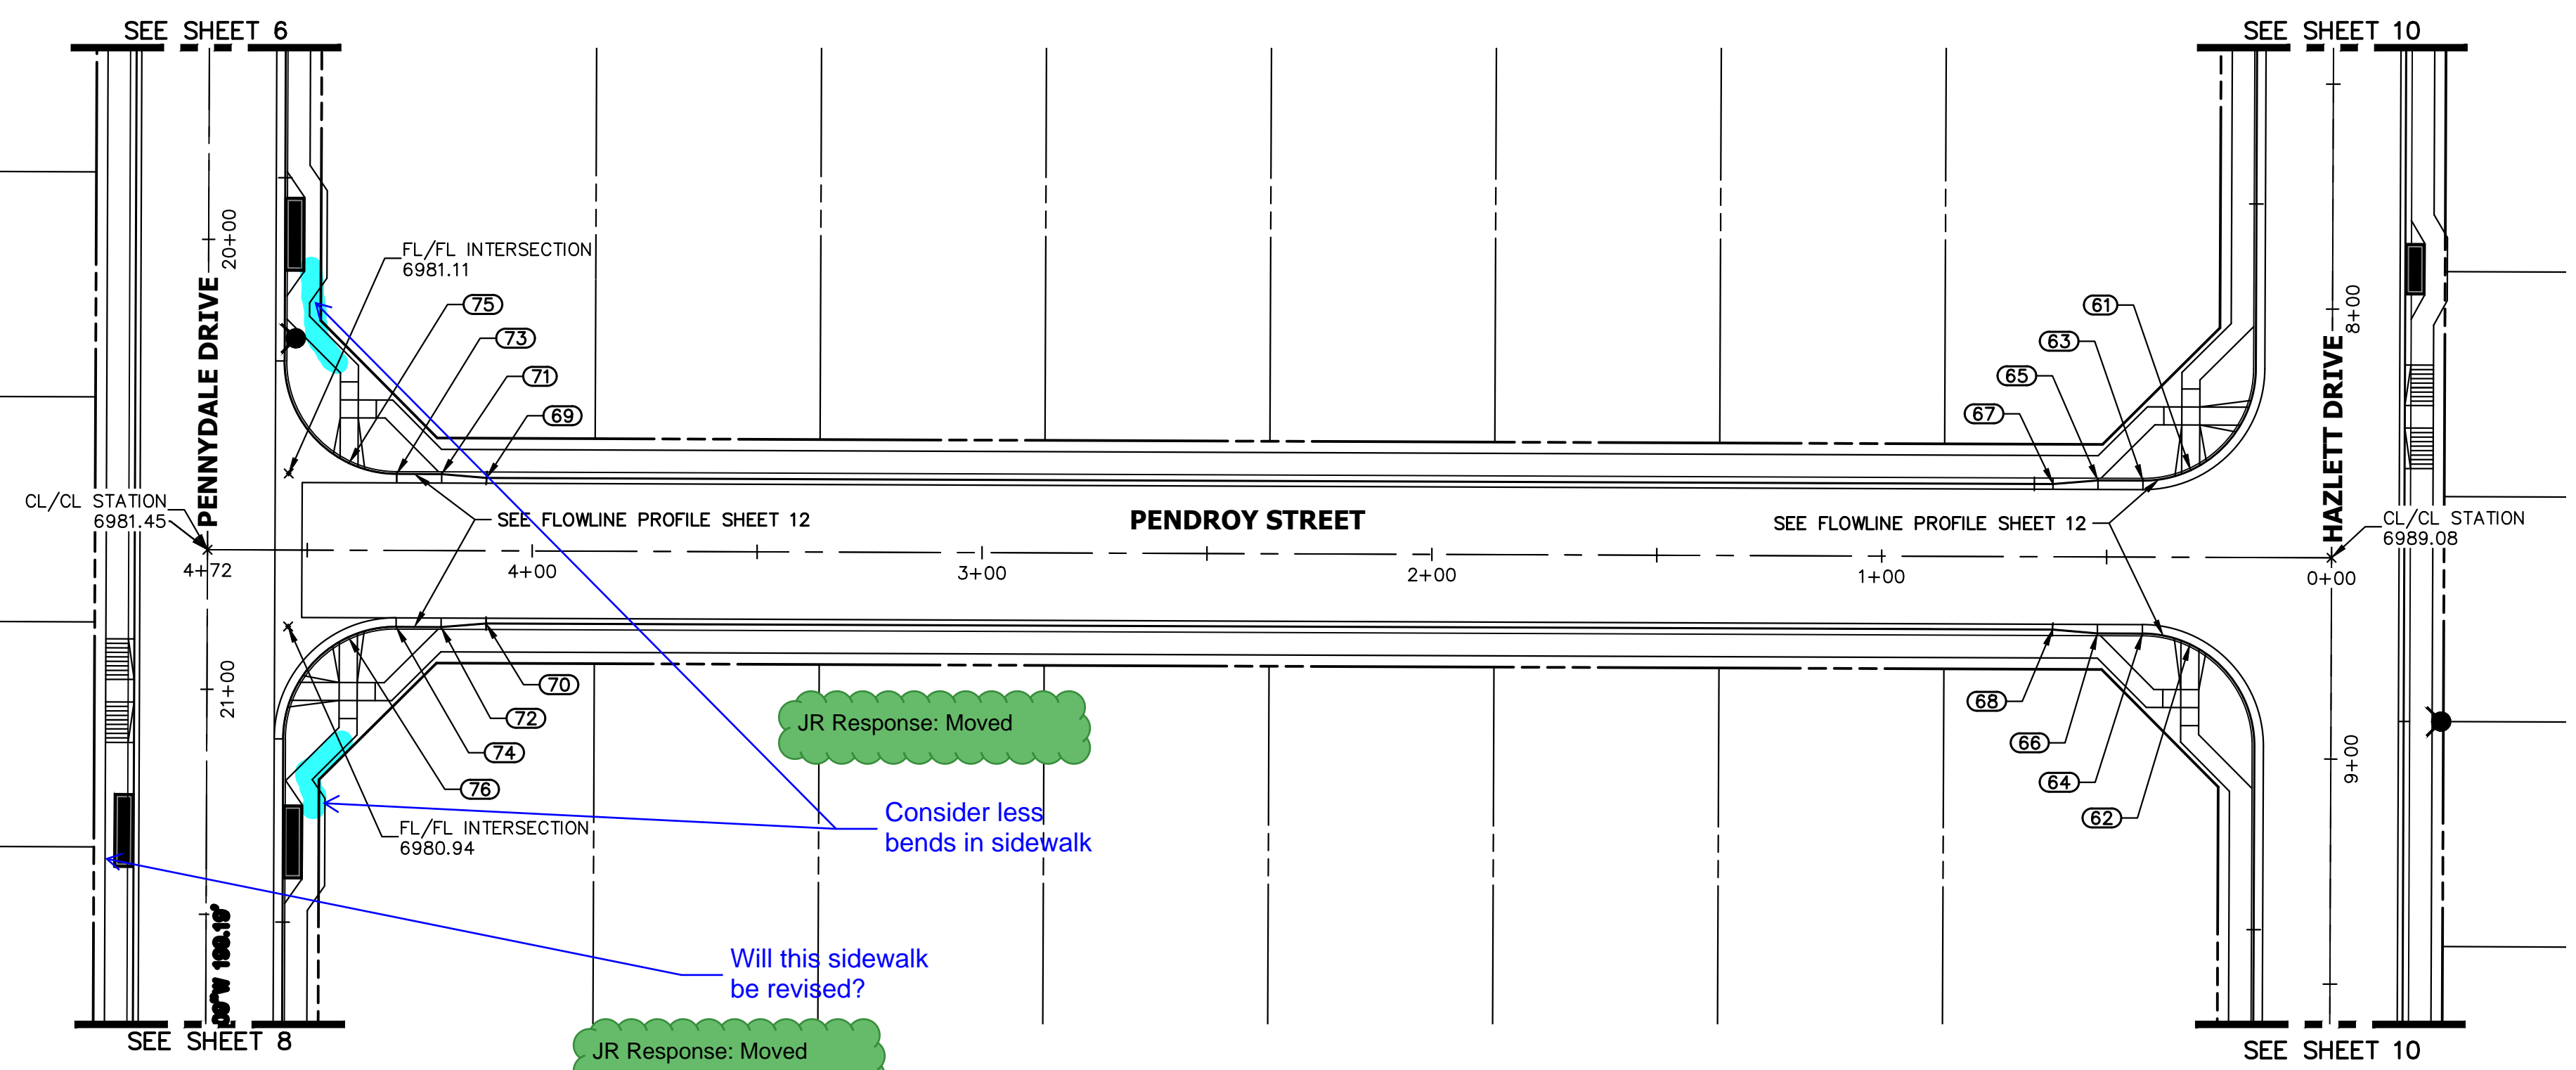 SEE SHEET 6
SEE SHEET 10
20+00
FL/FL INTERSECTION
6981.11
75
73
71
69
61
63
65
67
8+00
PENNYDALE DRIVE
HAZLETT DRIVE
CL/CL STATION
6981.45
SEE FLOWLINE PROFILE SHEET 12
PENDROY STREET
SEE FLOWLINE PROFILE SHEET 12
CL/CL STATION
6989.08
4+72
4+00
3+00
2+00
1+00
0+00
21+00
70
72
74
76
68
66
64
62
9+00
FL/FL INTERSECTION
6980.94
JR Response: Moved
Consider less
bends in sidewalk
Will this sidewalk
be revised?
JR Response: Moved
SEE SHEET 8
SEE SHEET 10